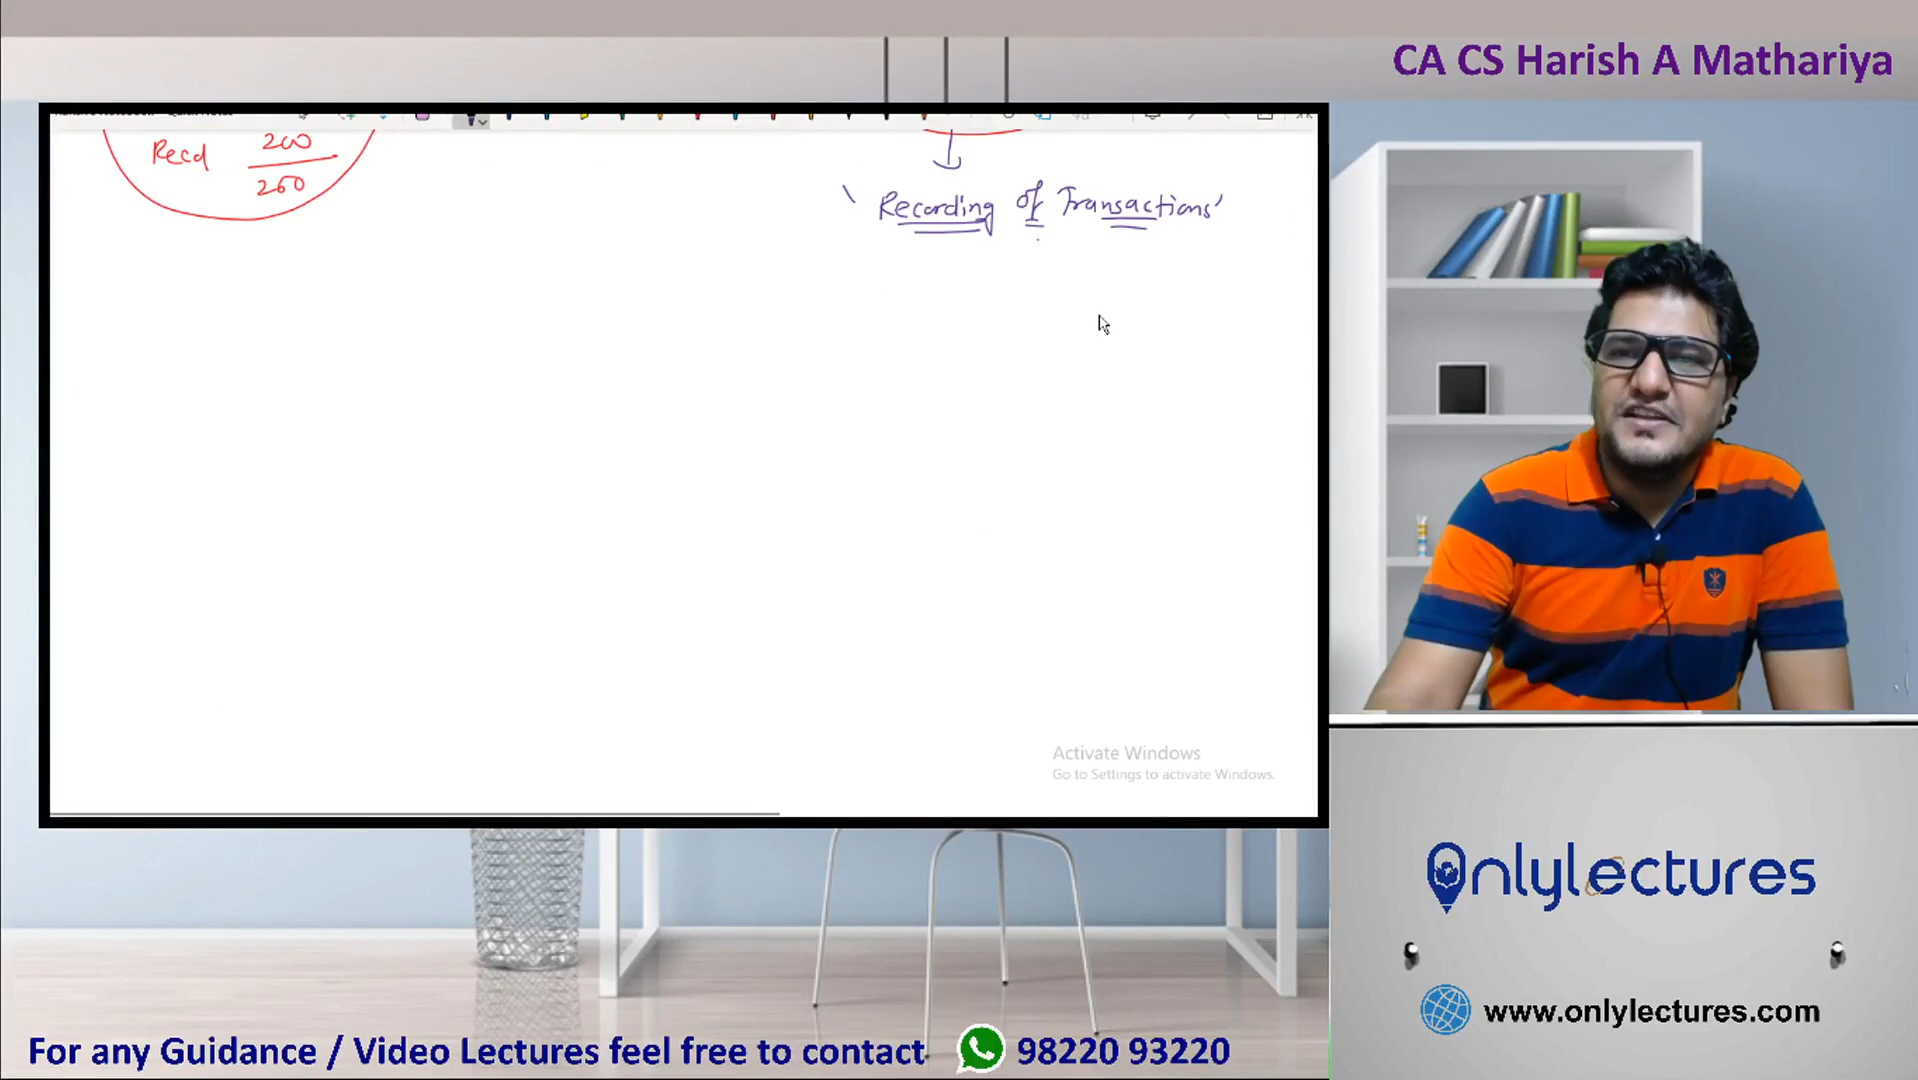 CA CS Harish A Mathariya
Recd 200
260
' Recording of Transactions'
Activate Windows
Go to Settings to activate Windows.
Onlylectures
www.onlylectures.com
For any Guidance / Video Lectures feel free to contact 98220 93220